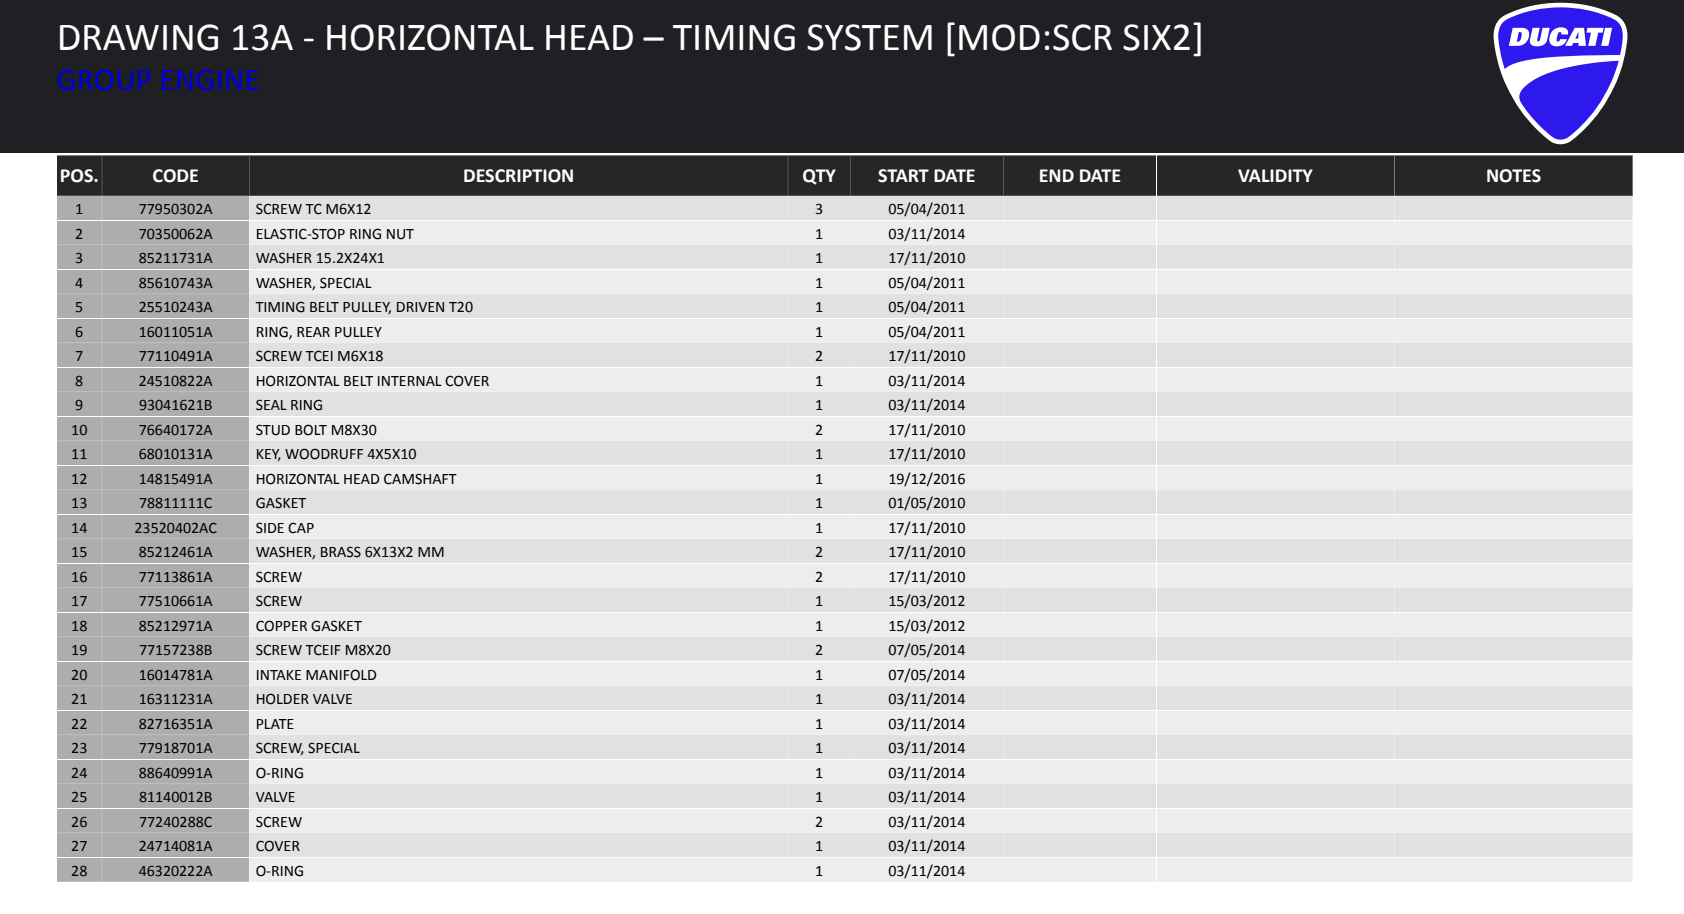 DRAWING 13A - HORIZONTAL HEAD – TIMING SYSTEM [MOD:SCR SIX2]
GROUP ENGINE
DUCATI
POS. CODE DESCRIPTION QTY START DATE END DATE VALIDITY NOTES
1 77950302A SCREW TC M6X12 3 05/04/2011
2 70350062A ELASTIC-STOP RING NUT 1 03/11/2014
3 85211731A WASHER 15.2X24X1 1 17/11/2010
4 85610743A WASHER, SPECIAL 1 05/04/2011
5 25510243A TIMING BELT PULLEY, DRIVEN T20 1 05/04/2011
6 16011051A RING, REAR PULLEY 1 05/04/2011
7 77110491A SCREW TCEI M6X18 2 17/11/2010
8 24510822A HORIZONTAL BELT INTERNAL COVER 1 03/11/2014
9 93041621B SEAL RING 1 03/11/2014
10 76640172A STUD BOLT M8X30 2 17/11/2010
11 68010131A KEY, WOODRUFF 4X5X10 1 17/11/2010
12 14815491A HORIZONTAL HEAD CAMSHAFT 1 19/12/2016
13 78811111C GASKET 1 01/05/2010
14 23520402AC SIDE CAP 1 17/11/2010
15 85212461A WASHER, BRASS 6X13X2 MM 2 17/11/2010
16 77113861A SCREW 2 17/11/2010
17 77510661A SCREW 1 15/03/2012
18 85212971A COPPER GASKET 1 15/03/2012
19 77157238B SCREW TCEIF M8X20 2 07/05/2014
20 16014781A INTAKE MANIFOLD 1 07/05/2014
21 16311231A HOLDER VALVE 1 03/11/2014
22 82716351A PLATE 1 03/11/2014
23 77918701A SCREW, SPECIAL 1 03/11/2014
24 88640991A O-RING 1 03/11/2014
25 81140012B VALVE 1 03/11/2014
26 77240288C SCREW 2 03/11/2014
27 24714081A COVER 1 03/11/2014
28 46320222A O-RING 1 03/11/2014